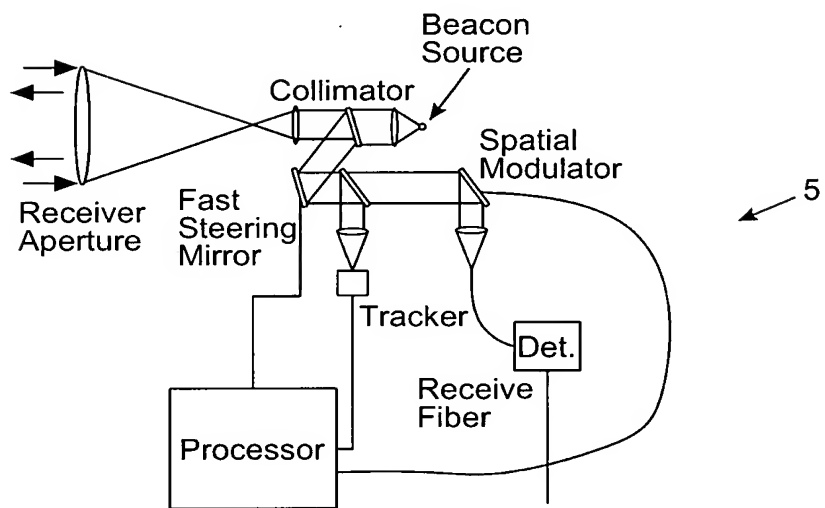 Beacon
Source
Collimator
Spatial
Modulator
5
Receiver
Aperture
Fast
Steering
Mirror
Tracker
Det.
Receive
Fiber
Processor